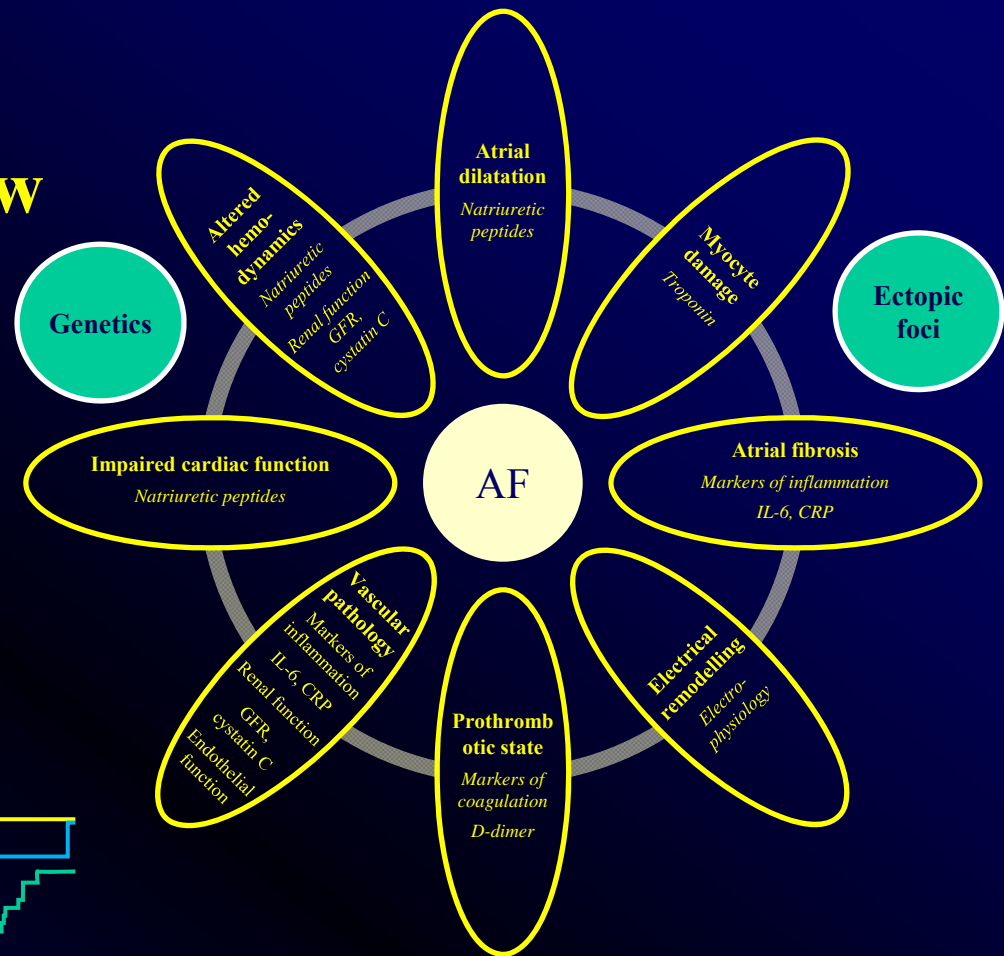 w
Atrial
dilatation
Natriuretic
peptides
Altered
hemo-
dynamics
Natriuretic
peptides
Renal function
GFR,
cystatin C
Myocyte
damage
Troponin
Genetics
Ectopic
foci
Impaired cardiac function
Natriuretic peptides
AF
Atrial fibrosis
Markers of inflammation
IL-6, CRP
Vascular
pathology
Markers of
inflammation
IL-6, CRP
Renal function
GFR,
cystatin C
Endothelial
function
Electrical
remodelling
Electro-
physiology
Prothromb
otic state
Markers of
coagulation
D-dimer